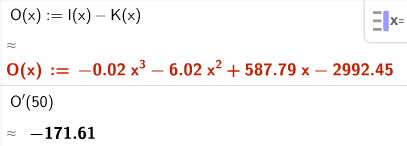 O(x) := I(x) – K(x)
x=
≈
O(x) := −0.02 x³ − 6.02 x² + 587.79 x − 2992.45
O′(50)
≈ −171.61